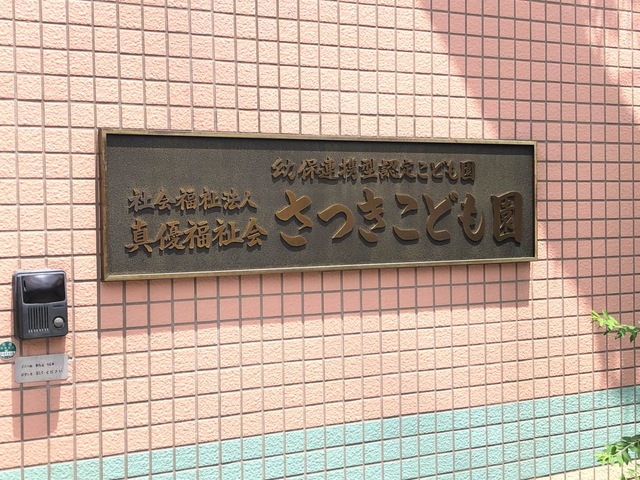 幼保連携型認定こども園
社会福祉法人
真優福祉会
さつきこども園